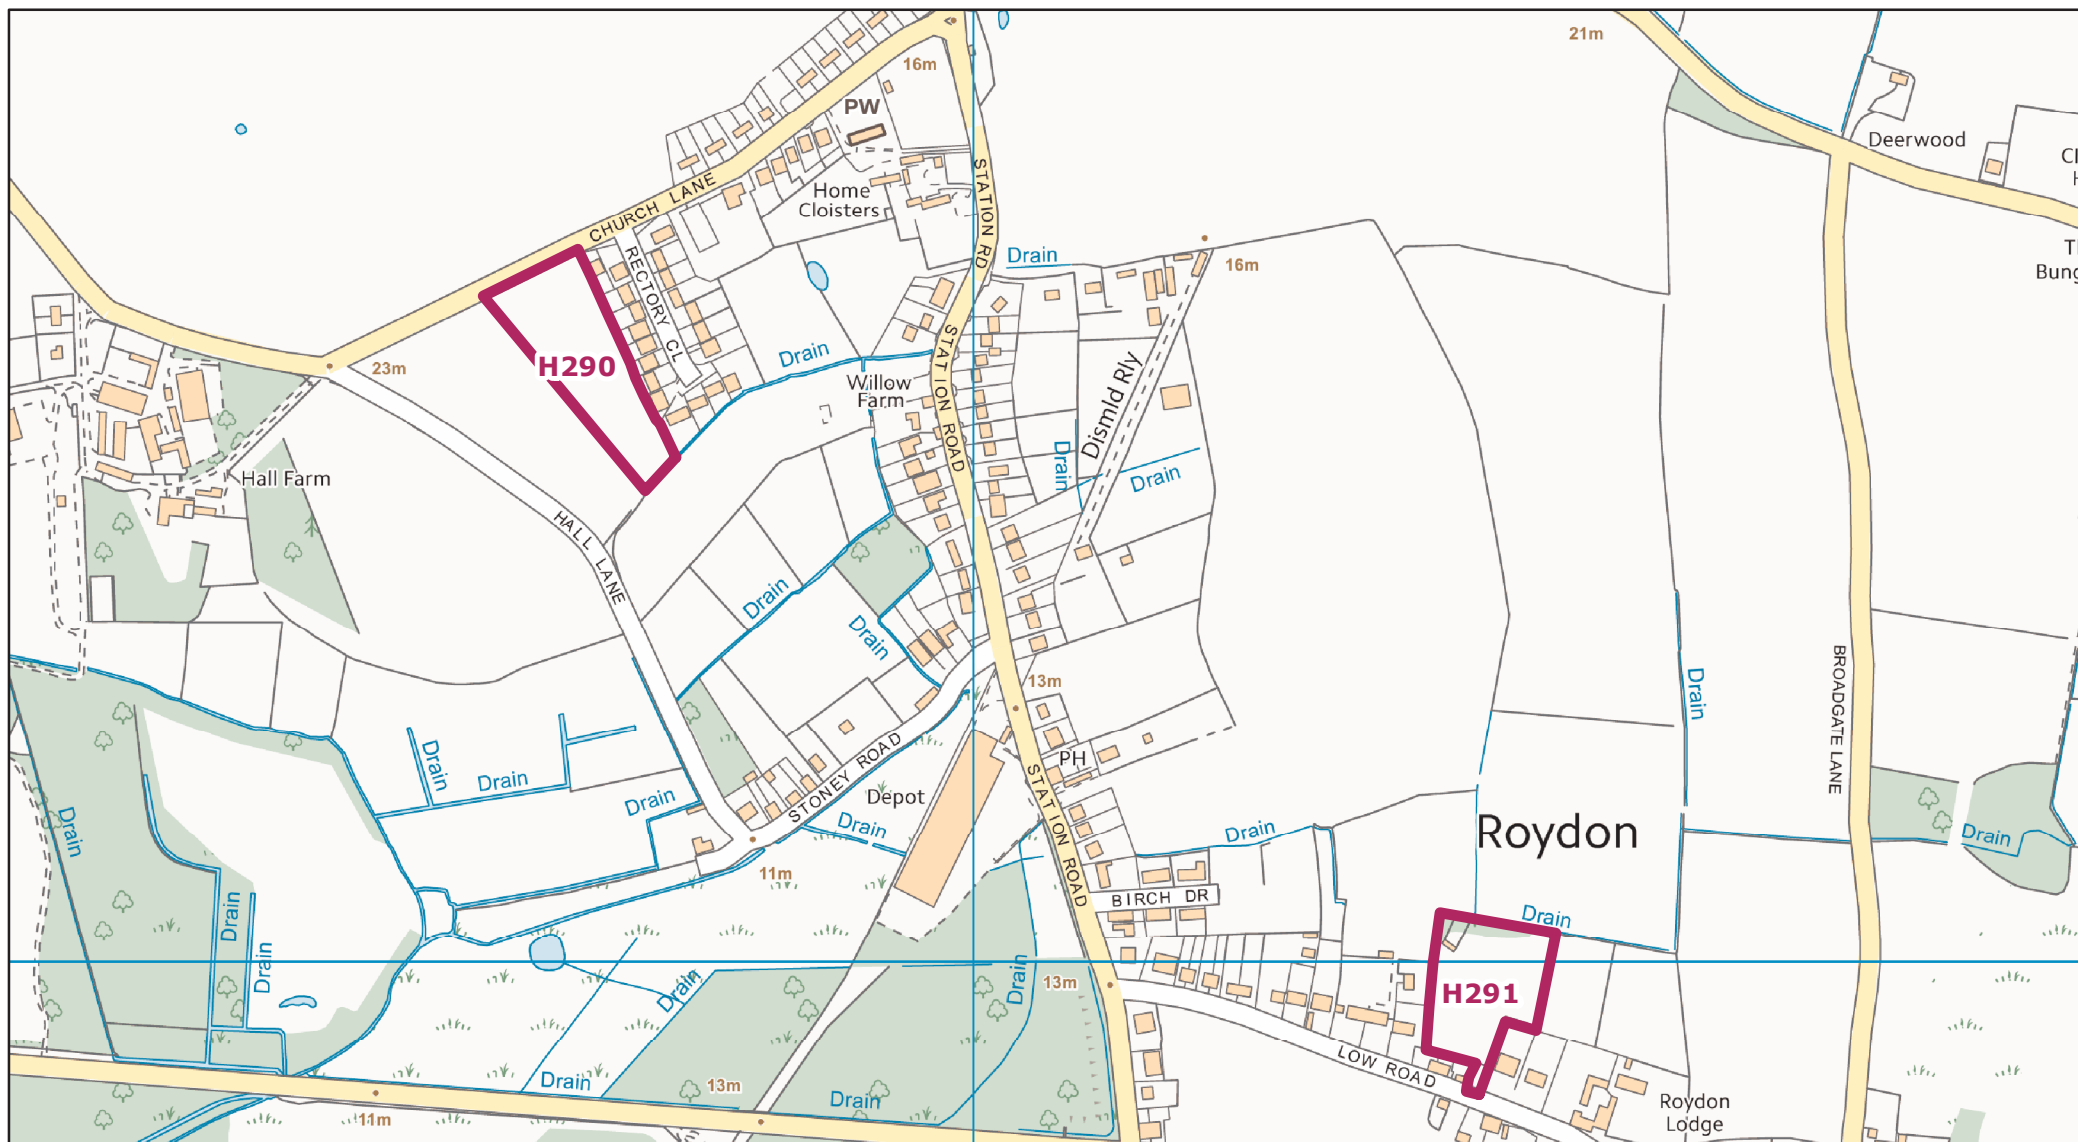 21m
16m
PW
Deerwood
STATION RD
Home
Cloisters
CHURCH LANE
RECTORY CL
Drain
16m
23m
H290
Drain
STATION ROAD
Willow
Farm
Dismld Rly
Drain
Drain
Hall Farm
HALL LANE
Drain
Drain
13m
Drain
BROADGATE LANE
Drain
Drain
Drain
STONEY ROAD
PH
Depot
STATION ROAD
Drain
Drain
Drain
Roydon
Drain
11m
BIRCH DR
Drain
Drain
Drain
Drain
Drain
13m
H291
LOW ROAD
Drain
13m
Drain
11m
Roydon
Lodge